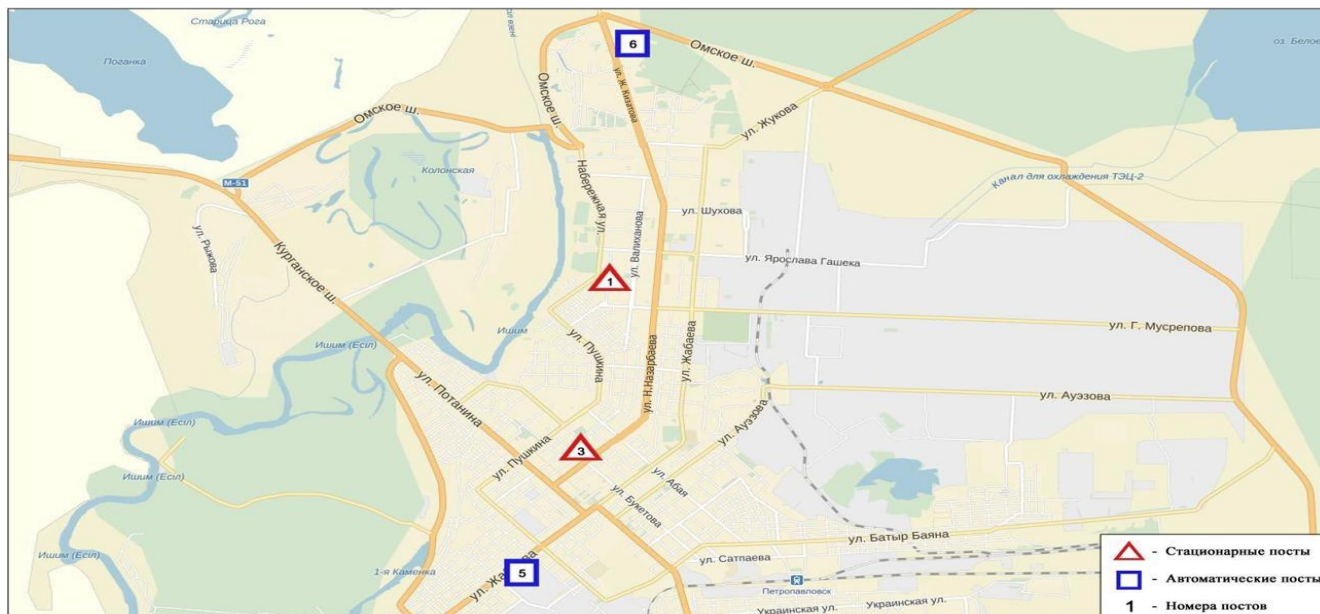 Старица Рога
Поганка
6
Омское ш.
оз. Белое
Омское ш.
ул. Ж. Кизатова
Омское ш.
ул. Жукова
Колонская
М-51
Канал для охлаждения ТЭЦ-2
Набережная ул.
ул. Шухова
ул. Рыжова
ул. Валиханова
Курганское ш.
ул. Ярослава Гашека
1
Ишим
ул. Г. Мусрепова
Ишим (Есіл)
ул. Пушкина
ул. Жабаева
ул. Н.Назарбаева
ул. Потанина
ул. Ауэзова
ул. Ауэзова
Ишим (Есіл)
ул. Пушкина
3
ул. Абая
Ишим (Есіл)
ул. Букетова
ул. Батыр Баяна
Ишим (Есіл)
ул. Сатпаева
1-я Каменка
5
Петропавловск
Украинская ул.
Украинская ул.
- Стационарные посты
- Автоматические посты
1 - Номера постов